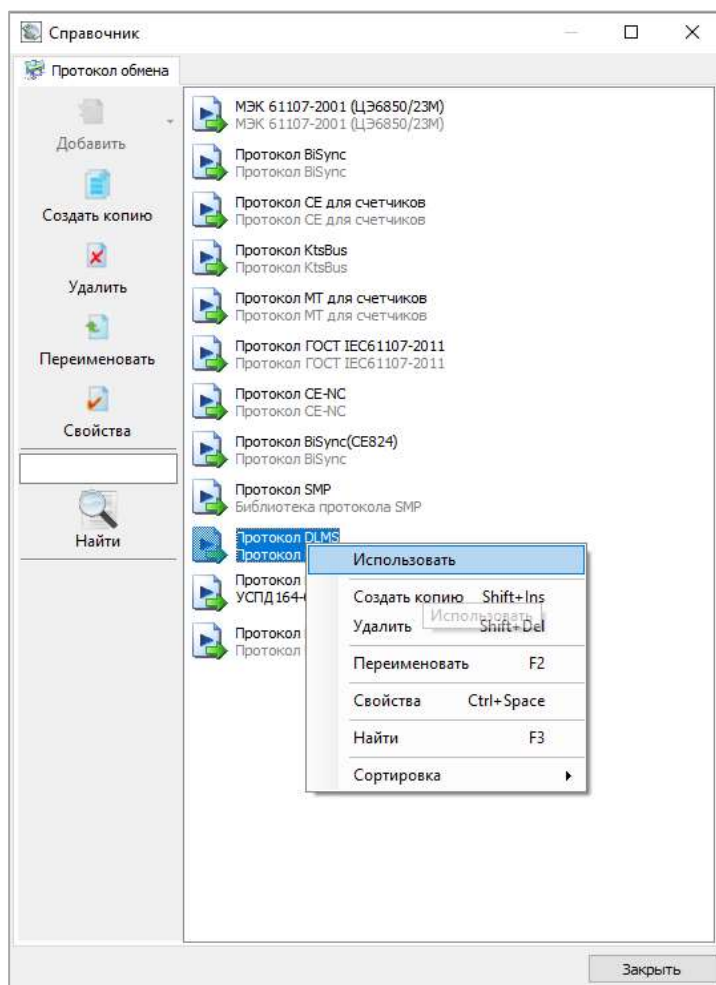 Справочник
Протокол обмена
Добавить
Создать копию
Удалить
Переименовать
Свойства
Найти
МЭК 61107-2001 (ЦЭ6850/23М)
МЭК 61107-2001 (ЦЭ6850/23М)
Протокол BiSync
Протокол BiSync
Протокол СЕ для счетчиков
Протокол СЕ для счетчиков
Протокол KtsBus
Протокол KtsBus
Протокол МТ для счетчиков
Протокол МТ для счетчиков
Протокол ГОСТ IEC61107-2011
Протокол ГОСТ IEC61107-2011
Протокол CE-NC
Протокол CE-NC
Протокол BiSync(CE824)
Протокол BiSync
Протокол SMP
Библиотека протокола SMP
Протокол DLMS
Протокол
Протокол
УСПД 164-
Протокол
Протокол
Использовать
Создать копию Shift+Ins
Использовать
Удалить Shift+Del
Переименовать F2
Свойства Ctrl+Space
Найти F3
Сортировка
Закрыть